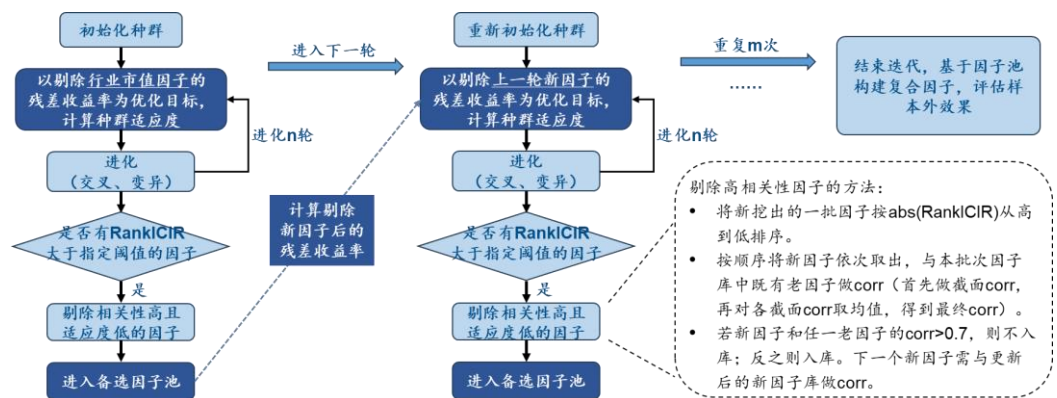 初始化种群
以剔除行业市值因子的
残差收益率为优化目标，
计算种群适应度
进化n轮
进化
（交叉、变异）
是否有RankICIR
大于指定阈值的因子
是
剔除相关性高且
适应度低的因子
进入备选因子池
进入下一轮
计算剔除
新因子后的
残差收益率
重新初始化种群
以剔除上一轮新因子的
残差收益率为优化目标，
计算种群适应度
进化n轮
进化
（交叉、变异）
是否有RankICIR
大于指定阈值的因子
是
剔除相关性高且
适应度低的因子
进入备选因子池
重复m次
……
结束迭代，基于因子池
构建复合因子，评估样
本外效果
剔除高相关性因子的方法：
• 将新挖出的一批因子按abs(RankICIR)从高
到低排序。
• 按顺序将新因子依次取出，与本批次因子
库中既有老因子做corr（首先做截面corr，
再对各截面corr取均值，得到最终corr）。
• 若新因子和任一老因子的corr>0.7，则不入
库；反之则入库。下一个新因子需与更新
后的新因子库做corr。